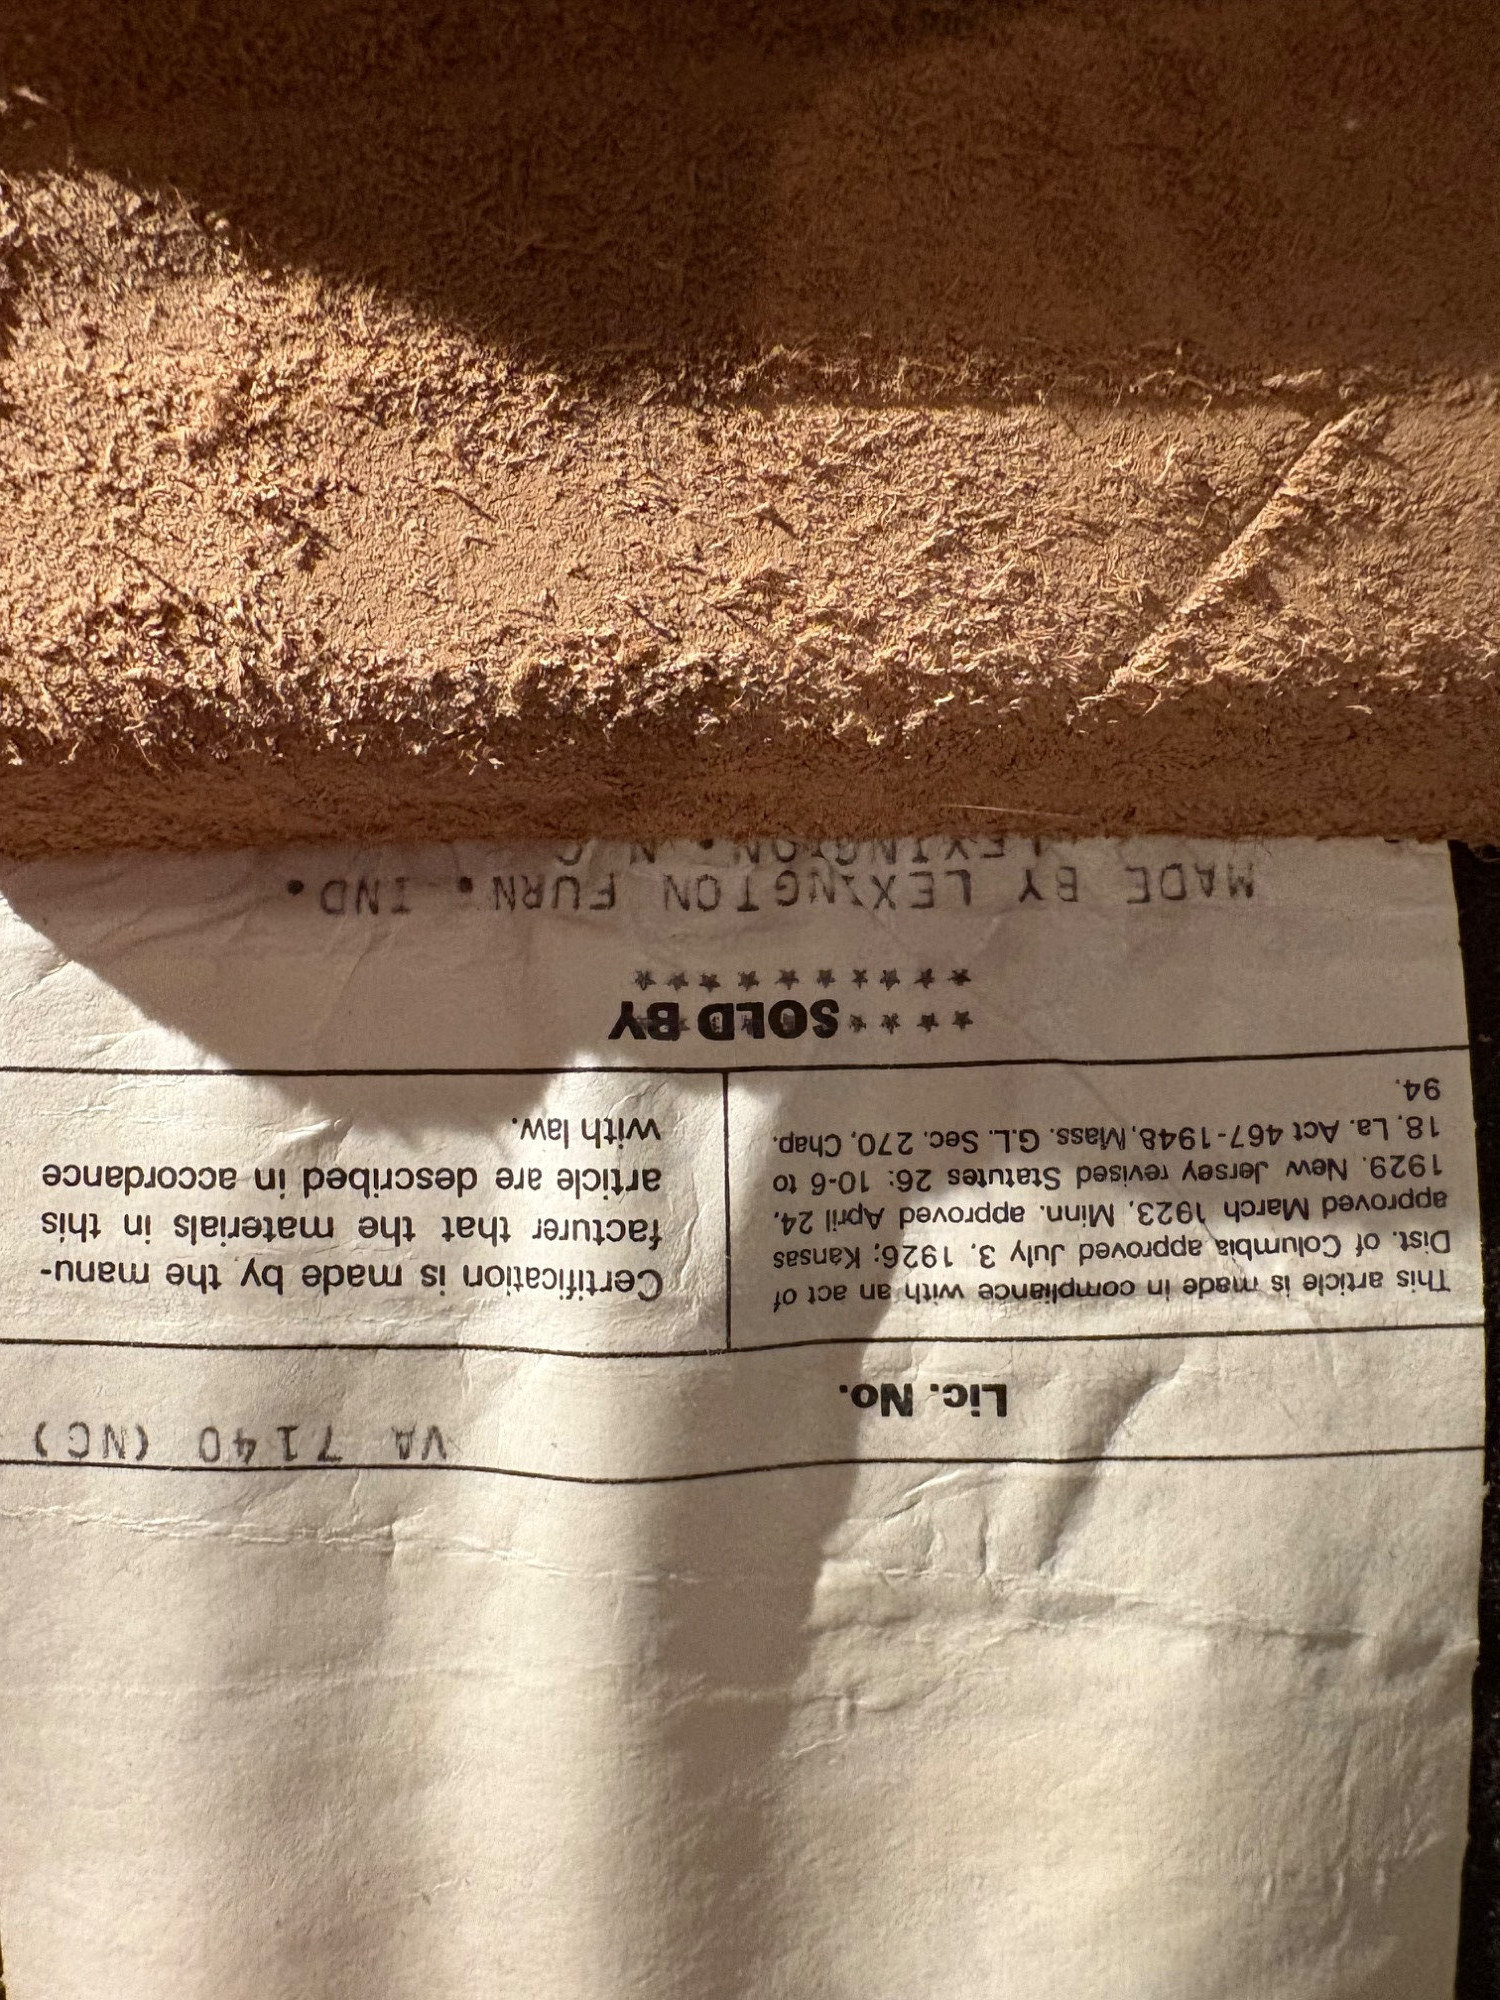 Lic. No. VA 7140 (NC)
This article is made in compliance with an act of
Dist. of Columbia approved July 3, 1926; Kansas
approved March 1923, Minn. approved April 24,
1929. New Jersey revised Statutes 26: 10-6 to
18, La. Act 467-1948, Mass. G.L. Sec. 270, Chap.
94.
Certification is made by the manu-
facturer that the materials in this
article are described in accordance
with law.
* * * * SOLD BY
* * * * * * * * * *
MADE BY LEXINGTON FURN. IND.
LEXINGTON, N C